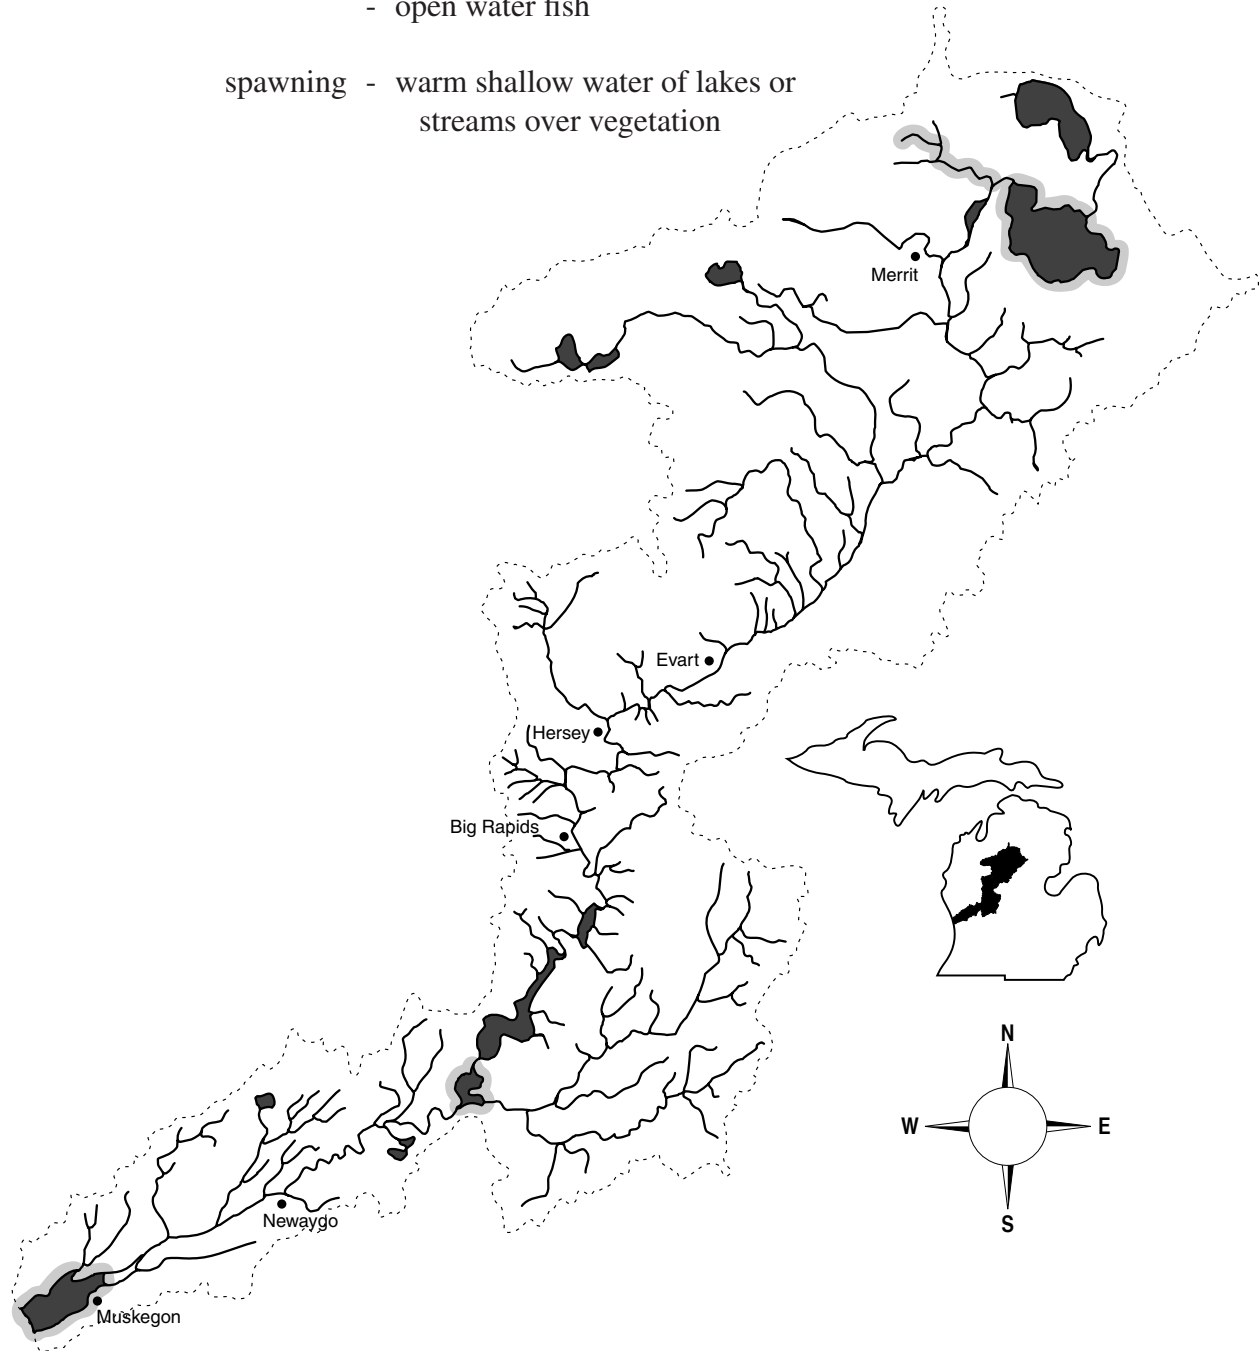 - open water fish
spawning - warm shallow water of lakes or
streams over vegetation
Merrit
Evart
Hersey
Big Rapids
N
W
E
S
Newaygo
Muskegon